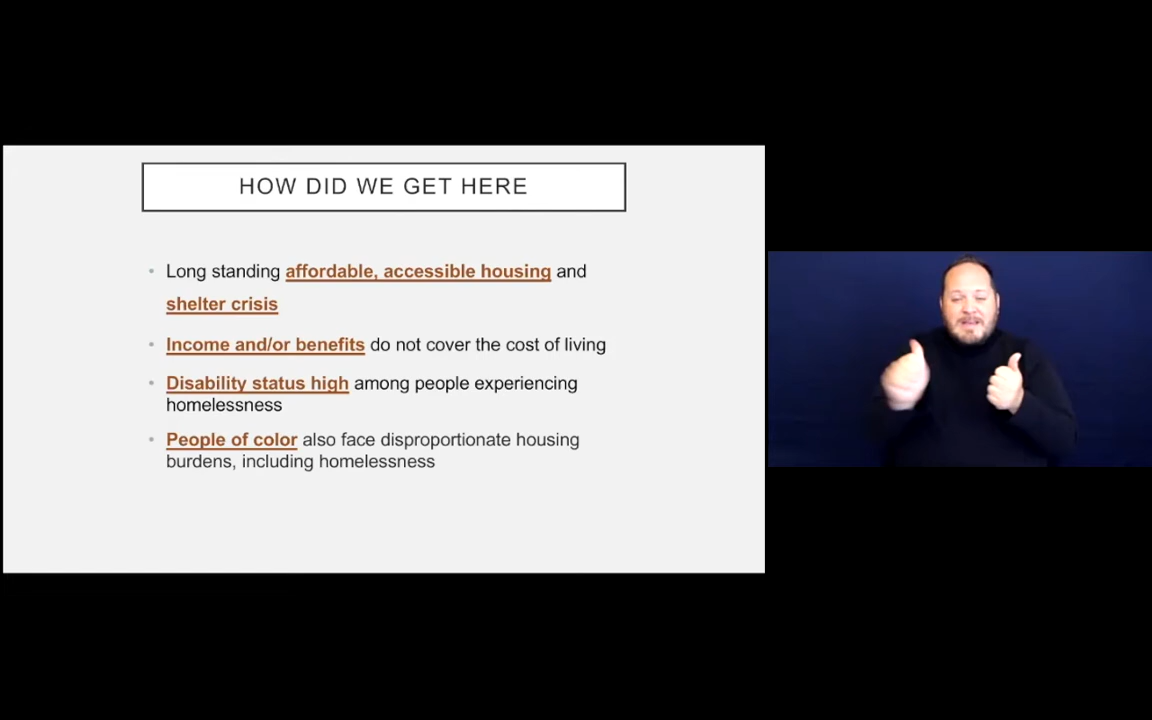 HOW DID WE GET HERE
• Long standing affordable, accessible housing and
shelter crisis
• Income and/or benefits do not cover the cost of living
• Disability status high among people experiencing
homelessness
• People of color also face disproportionate housing
burdens, including homelessness